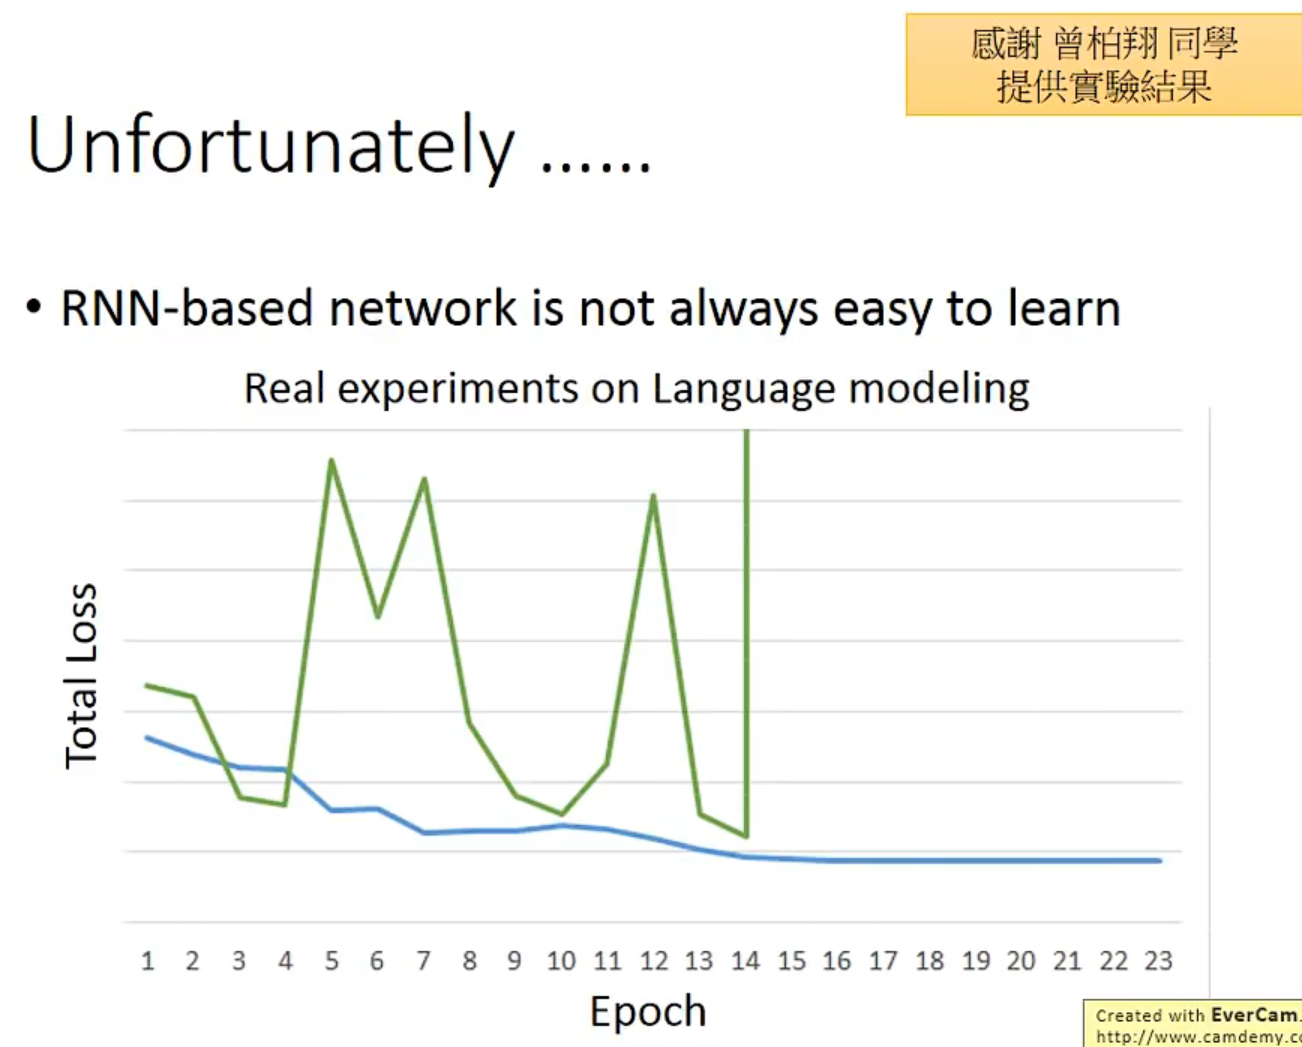 感謝 曾柏翔 同學
提供實驗結果
Unfortunately ……
• RNN-based network is not always easy to learn
Real experiments on Language modeling
Total Loss
1 2 3 4 5 6 7 8 9 10 11 12 13 14 15 16 17 18 19 20 21 22 23
Epoch
Created with EverCam.
http://www.camdemy.co